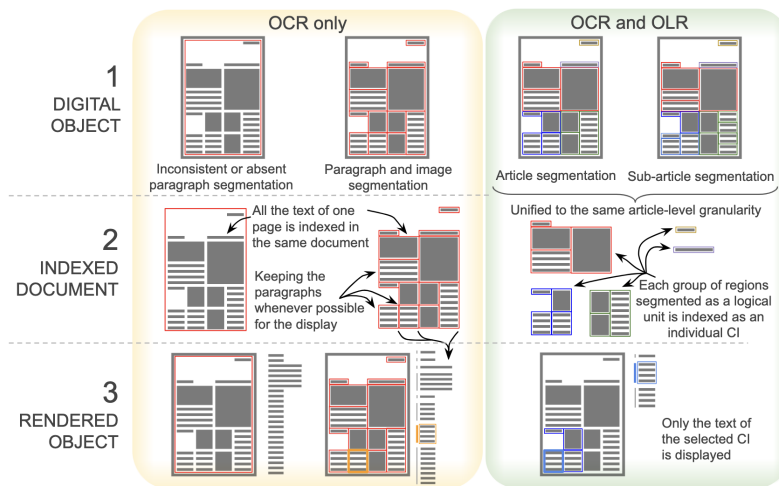 OCR only
OCR and OLR
1
DIGITAL
OBJECT
Inconsistent or absent
paragraph segmentation
Paragraph and image
segmentation
Article segmentation
Sub-article segmentation
2
INDEXED
DOCUMENT
All the text of one
page is indexed in
the same document
Keeping the
paragraphs
whenever possible
for the display
Unified to the same article-level granularity
Each group of regions
segmented as a logical
unit is indexed as an
individual CI
3
RENDERED
OBJECT
Only the text of
the selected CI
is displayed